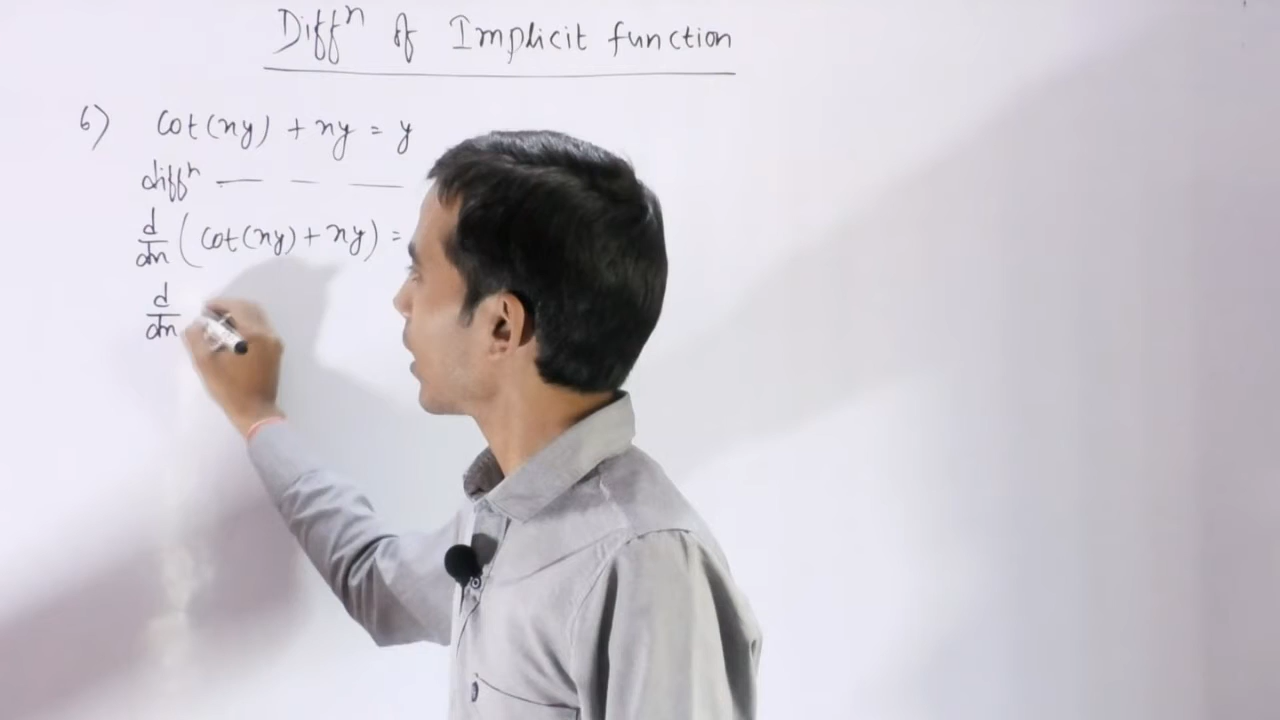 Diffⁿ of Implicit function
6) cot(xy) + xy = y
diffⁿ — — —
d/dx (cot(xy) + xy) =
d/dx